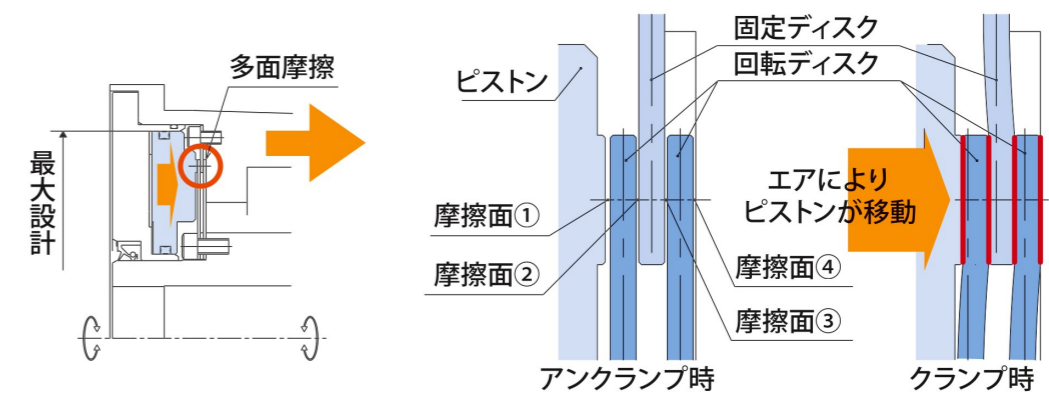 多面摩擦
最大設計
ピストン
固定ディスク
回転ディスク
摩擦面①
摩擦面②
摩擦面④
摩擦面③
アンクランプ時
エアにより
ピストンが移動
クランプ時